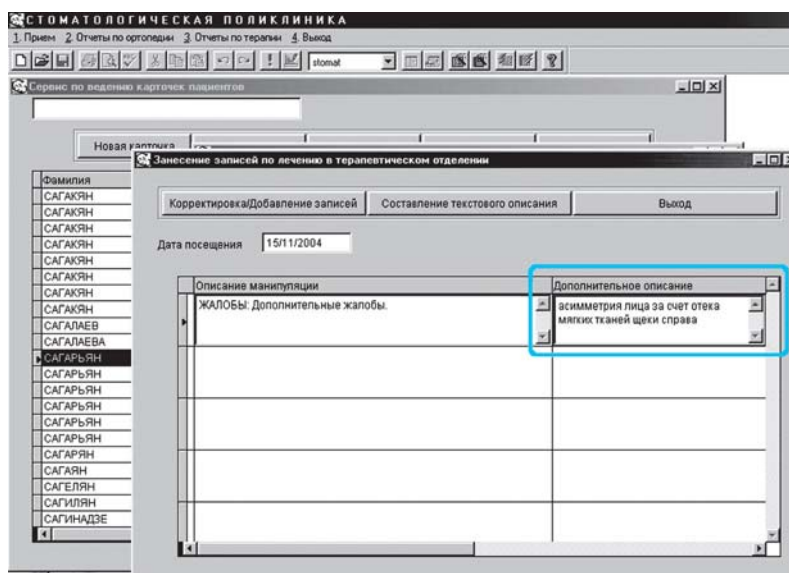 СТОМАТОЛОГИЧЕСКАЯ ПОЛИКЛИНИКА
1. Прием 2. Отчеты по ортопедии 3. Отчеты по терапии 4. Выход
stomat
Сервис по ведению карточек пациентов
Новая карточка
Занесение записей по лечению в терапевтическом отделении
Корректировка/Добавление записей Составление текстового описания Выход
Дата посещения 15/11/2004
Описание манипуляции Дополнительное описание
ЖАЛОБЫ: Дополнительные жалобы. асимметрия лица за счет отека
мягких тканей щеки справа
Фамилия
САГАКЯН
САГАКЯН
САГАКЯН
САГАКЯН
САГАКЯН
САГАКЯН
САГАКЯН
САГАКЯН
САГАЛАЕВ
САГАЛАЕВА
САГАРЬЯН
САГАРЬЯН
САГАРЬЯН
САГАРЬЯН
САГАРЬЯН
САГАРЬЯН
САГАРЯН
САГАЯН
САГЕЛЯН
САГИЛЯН
САГИНАДЗЕ